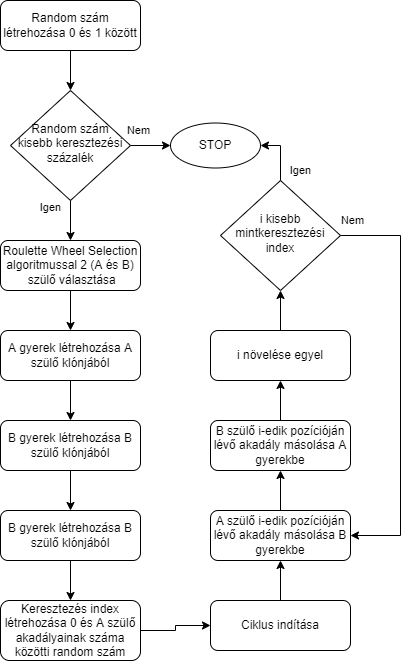 Random szám
létrehozása 0 és 1 között
Random szám
kisebb keresztezési
százalék
Nem
Igen
STOP
Roulette Wheel Selection
algoritmussal 2 (A és B)
szülő választása
A gyerek létrehozása A
szülő klónjából
B gyerek létrehozása B
szülő klónjából
B gyerek létrehozása B
szülő klónjából
Keresztezés index
létrehozása 0 és A szülő
akadályainak száma
közötti random szám
Ciklus indítása
A szülő i-edik pozícióján
lévő akadály másolása B
gyerekbe
B szülő i-edik pozícióján
lévő akadály másolása A
gyerekbe
i növelése egyel
i kisebb
mintkeresztezési
index
Igen
Nem